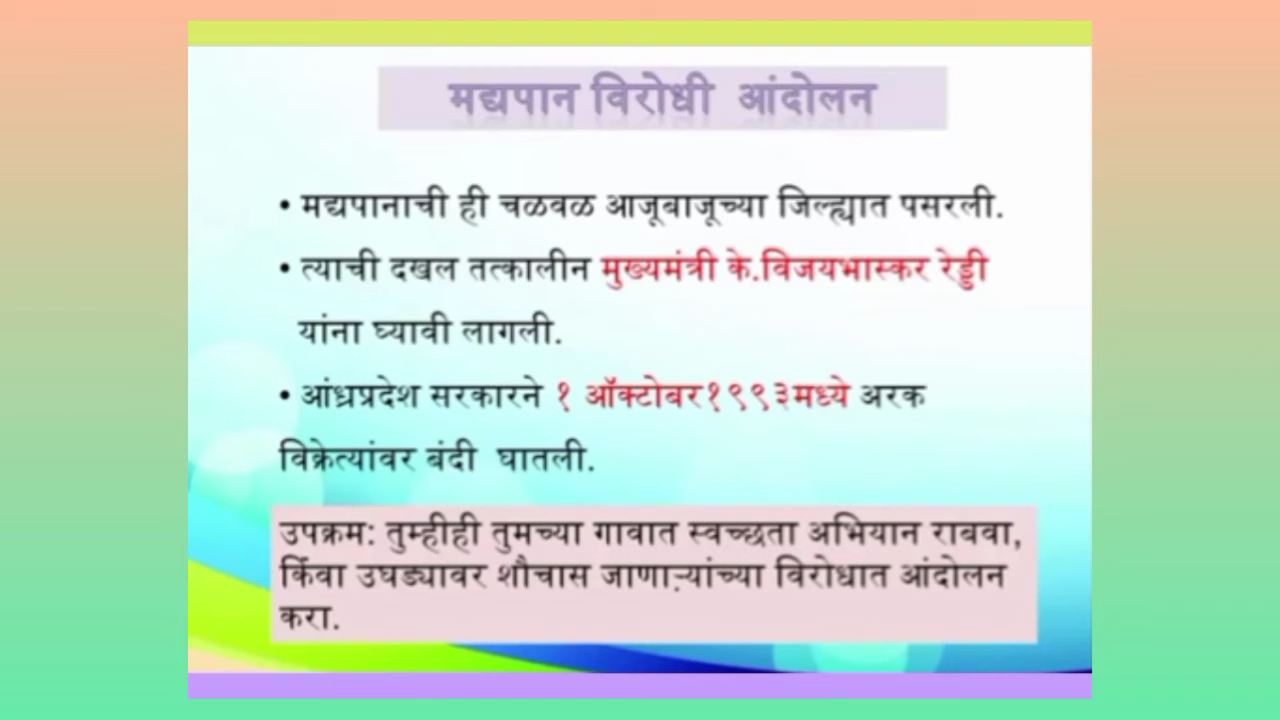 मद्यपान विरोधी आंदोलन
• मद्यपानाची ही चळवळ आजूबाजूच्या जिल्ह्यात पसरली.
• त्याची दखल तत्कालीन मुख्यमंत्री के.विजयभास्कर रेड्डी
यांना घ्यावी लागली.
• आंध्रप्रदेश सरकारने १ ऑक्टोबर१९९३मध्ये अरक
विक्रेत्यांवर बंदी घातली.
उपक्रम: तुम्हीही तुमच्या गावात स्वच्छता अभियान राबवा,
किंवा उघड्यावर शौचास जाणाऱ्यांच्या विरोधात आंदोलन
करा.